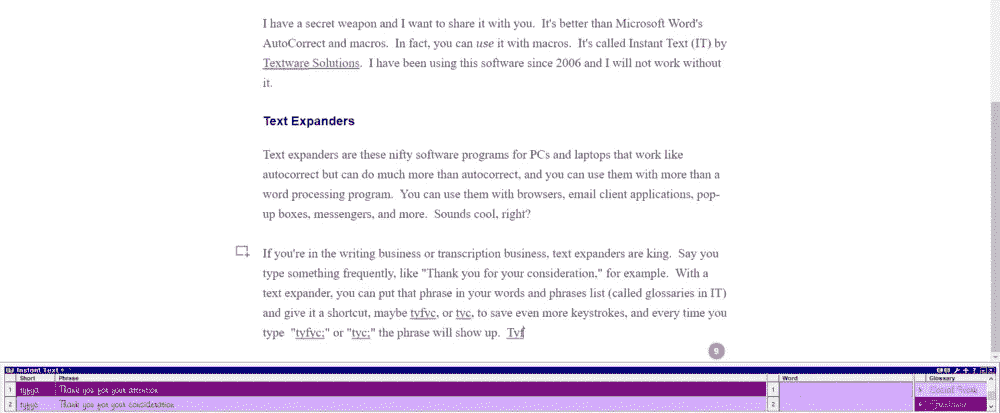 I have a secret weapon and I want to share it with you.  It's better than Microsoft Word's
AutoCorrect and macros.  In fact, you can use it with macros.  It's called Instant Text (IT) by
Textware Solutions.  I have been using this software since 2006 and I will not work without
it.
Text Expanders
Text expanders are these nifty software programs for PCs and laptops that work like
autocorrect but can do much more than autocorrect, and you can use them with more than a
word processing program.  You can use them with browsers, email client applications, pop-
up boxes, messengers, and more.  Sounds cool, right?
If you're in the writing business or transcription business, text expanders are king.  Say you
type something frequently, like "Thank you for your consideration," for example.  With a
text expander, you can put that phrase in your words and phrases list (called glossaries in IT)
and give it a shortcut, maybe tyfyc, or tyc, to save even more keystrokes, and every time you
type  "tyfyc;" or "tyc;" the phrase will show up.  Tyf
9
Instant Text
Short Phrase Word Glossary
1 tyfya Thank you for your attention 1
2 tyfyc Thank you for your consideration 2